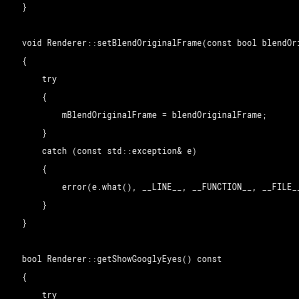 }
void Renderer::setBlendOriginalFrame(const bool blendOri
{
try
{
mBlendOriginalFrame = blendOriginalFrame;
}
catch (const std::exception& e)
{
error(e.what(), __LINE__, __FUNCTION__, __FILE__
}
}
bool Renderer::getShowGooglyEyes() const
{
try